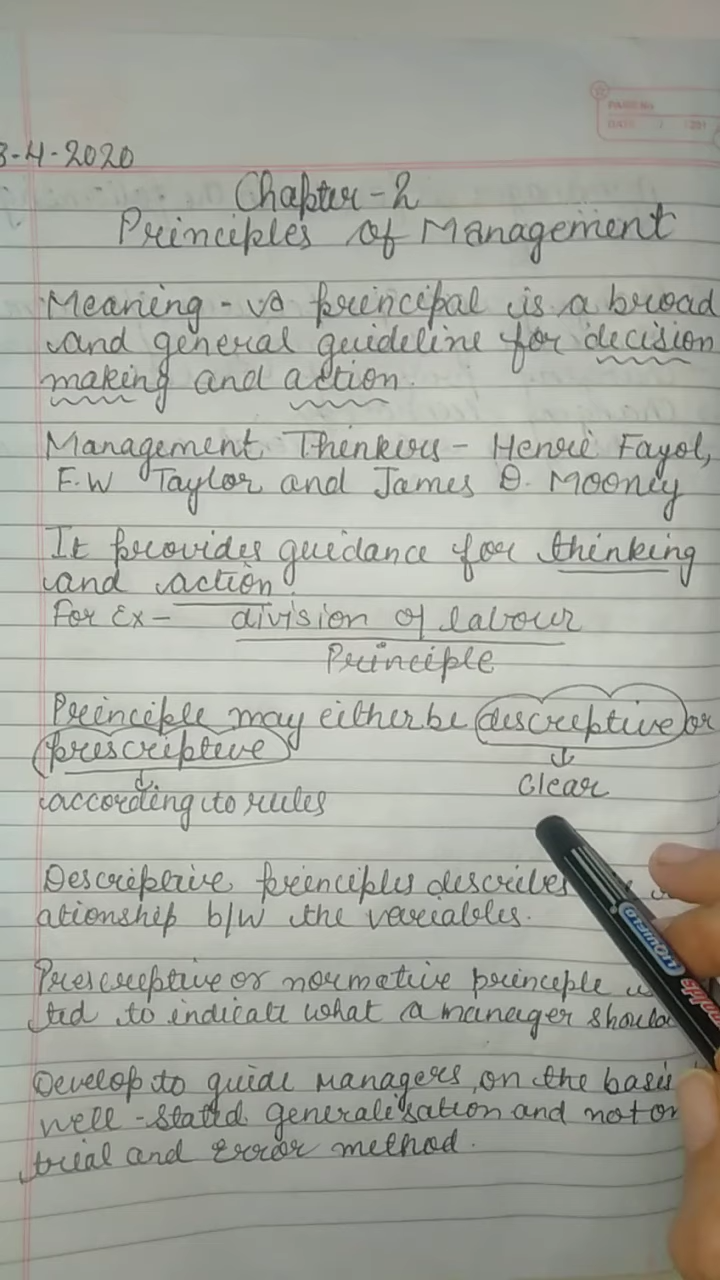 3-4-2020
PAGE No.
DATE
Chapter-2
Principles of Management
Meaning - A principal is a broad
and general guideline for decision
making and action.
Management Thinkers - Henri Fayol,
F.W Taylor and James D. Mooney
It provides guidance for thinking
and action.
For Ex - division of labour
Principle
Principle may either be descriptive or
prescriptive
Clear
according to rules
Descriptive principles describes
ationship b/w the variables.
Prescriptive or normative principle
ted to indicate what a manager should
Develop to guide managers on the basis
well-stated generalisation and not on
trial and Error method.